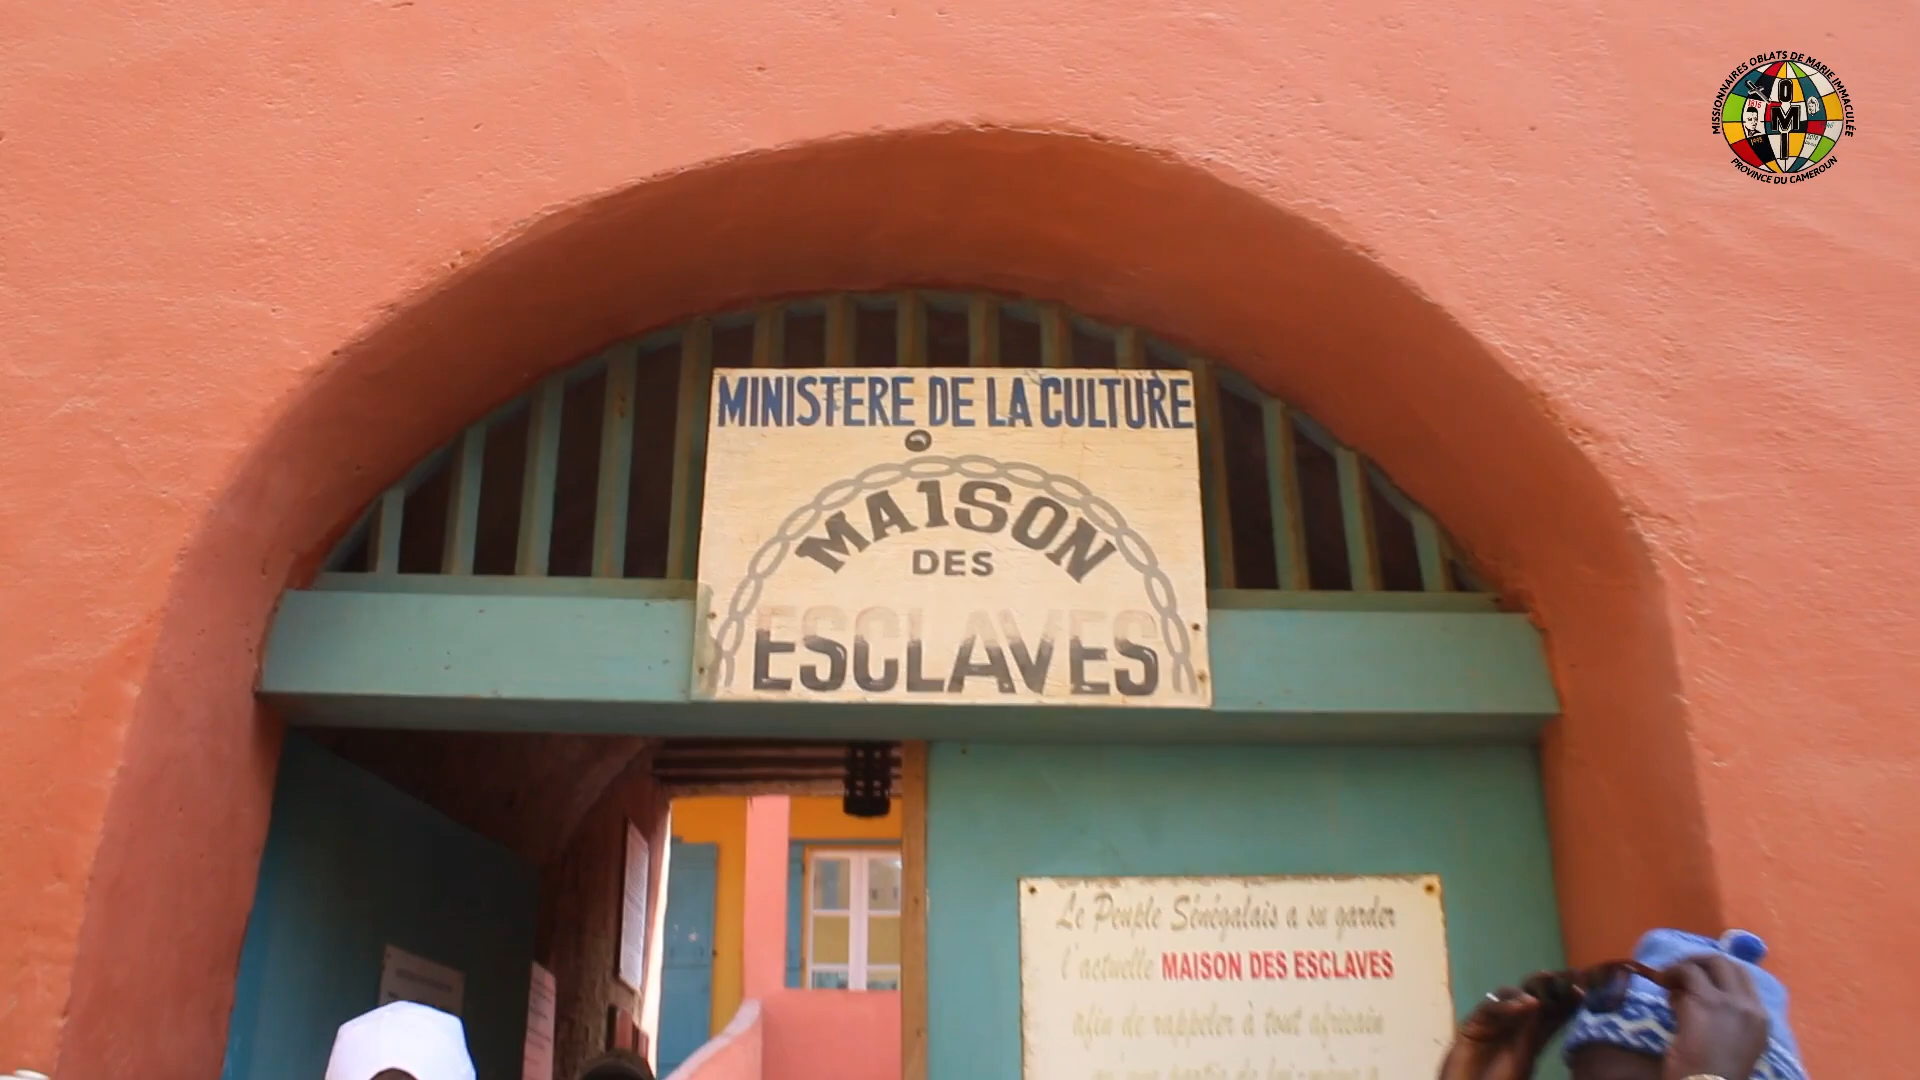 MISSIONNAIRES OBLATS DE MARIE IMMACULÉE
OMI
PROVINCE DU CAMEROUN
MINISTERE DE LA CULTURE
MAISON
DES
ESCLAVES
Le Peuple Sénégalais a su garder
l'actuelle MAISON DES ESCLAVES
afin de rappeler à tout africain